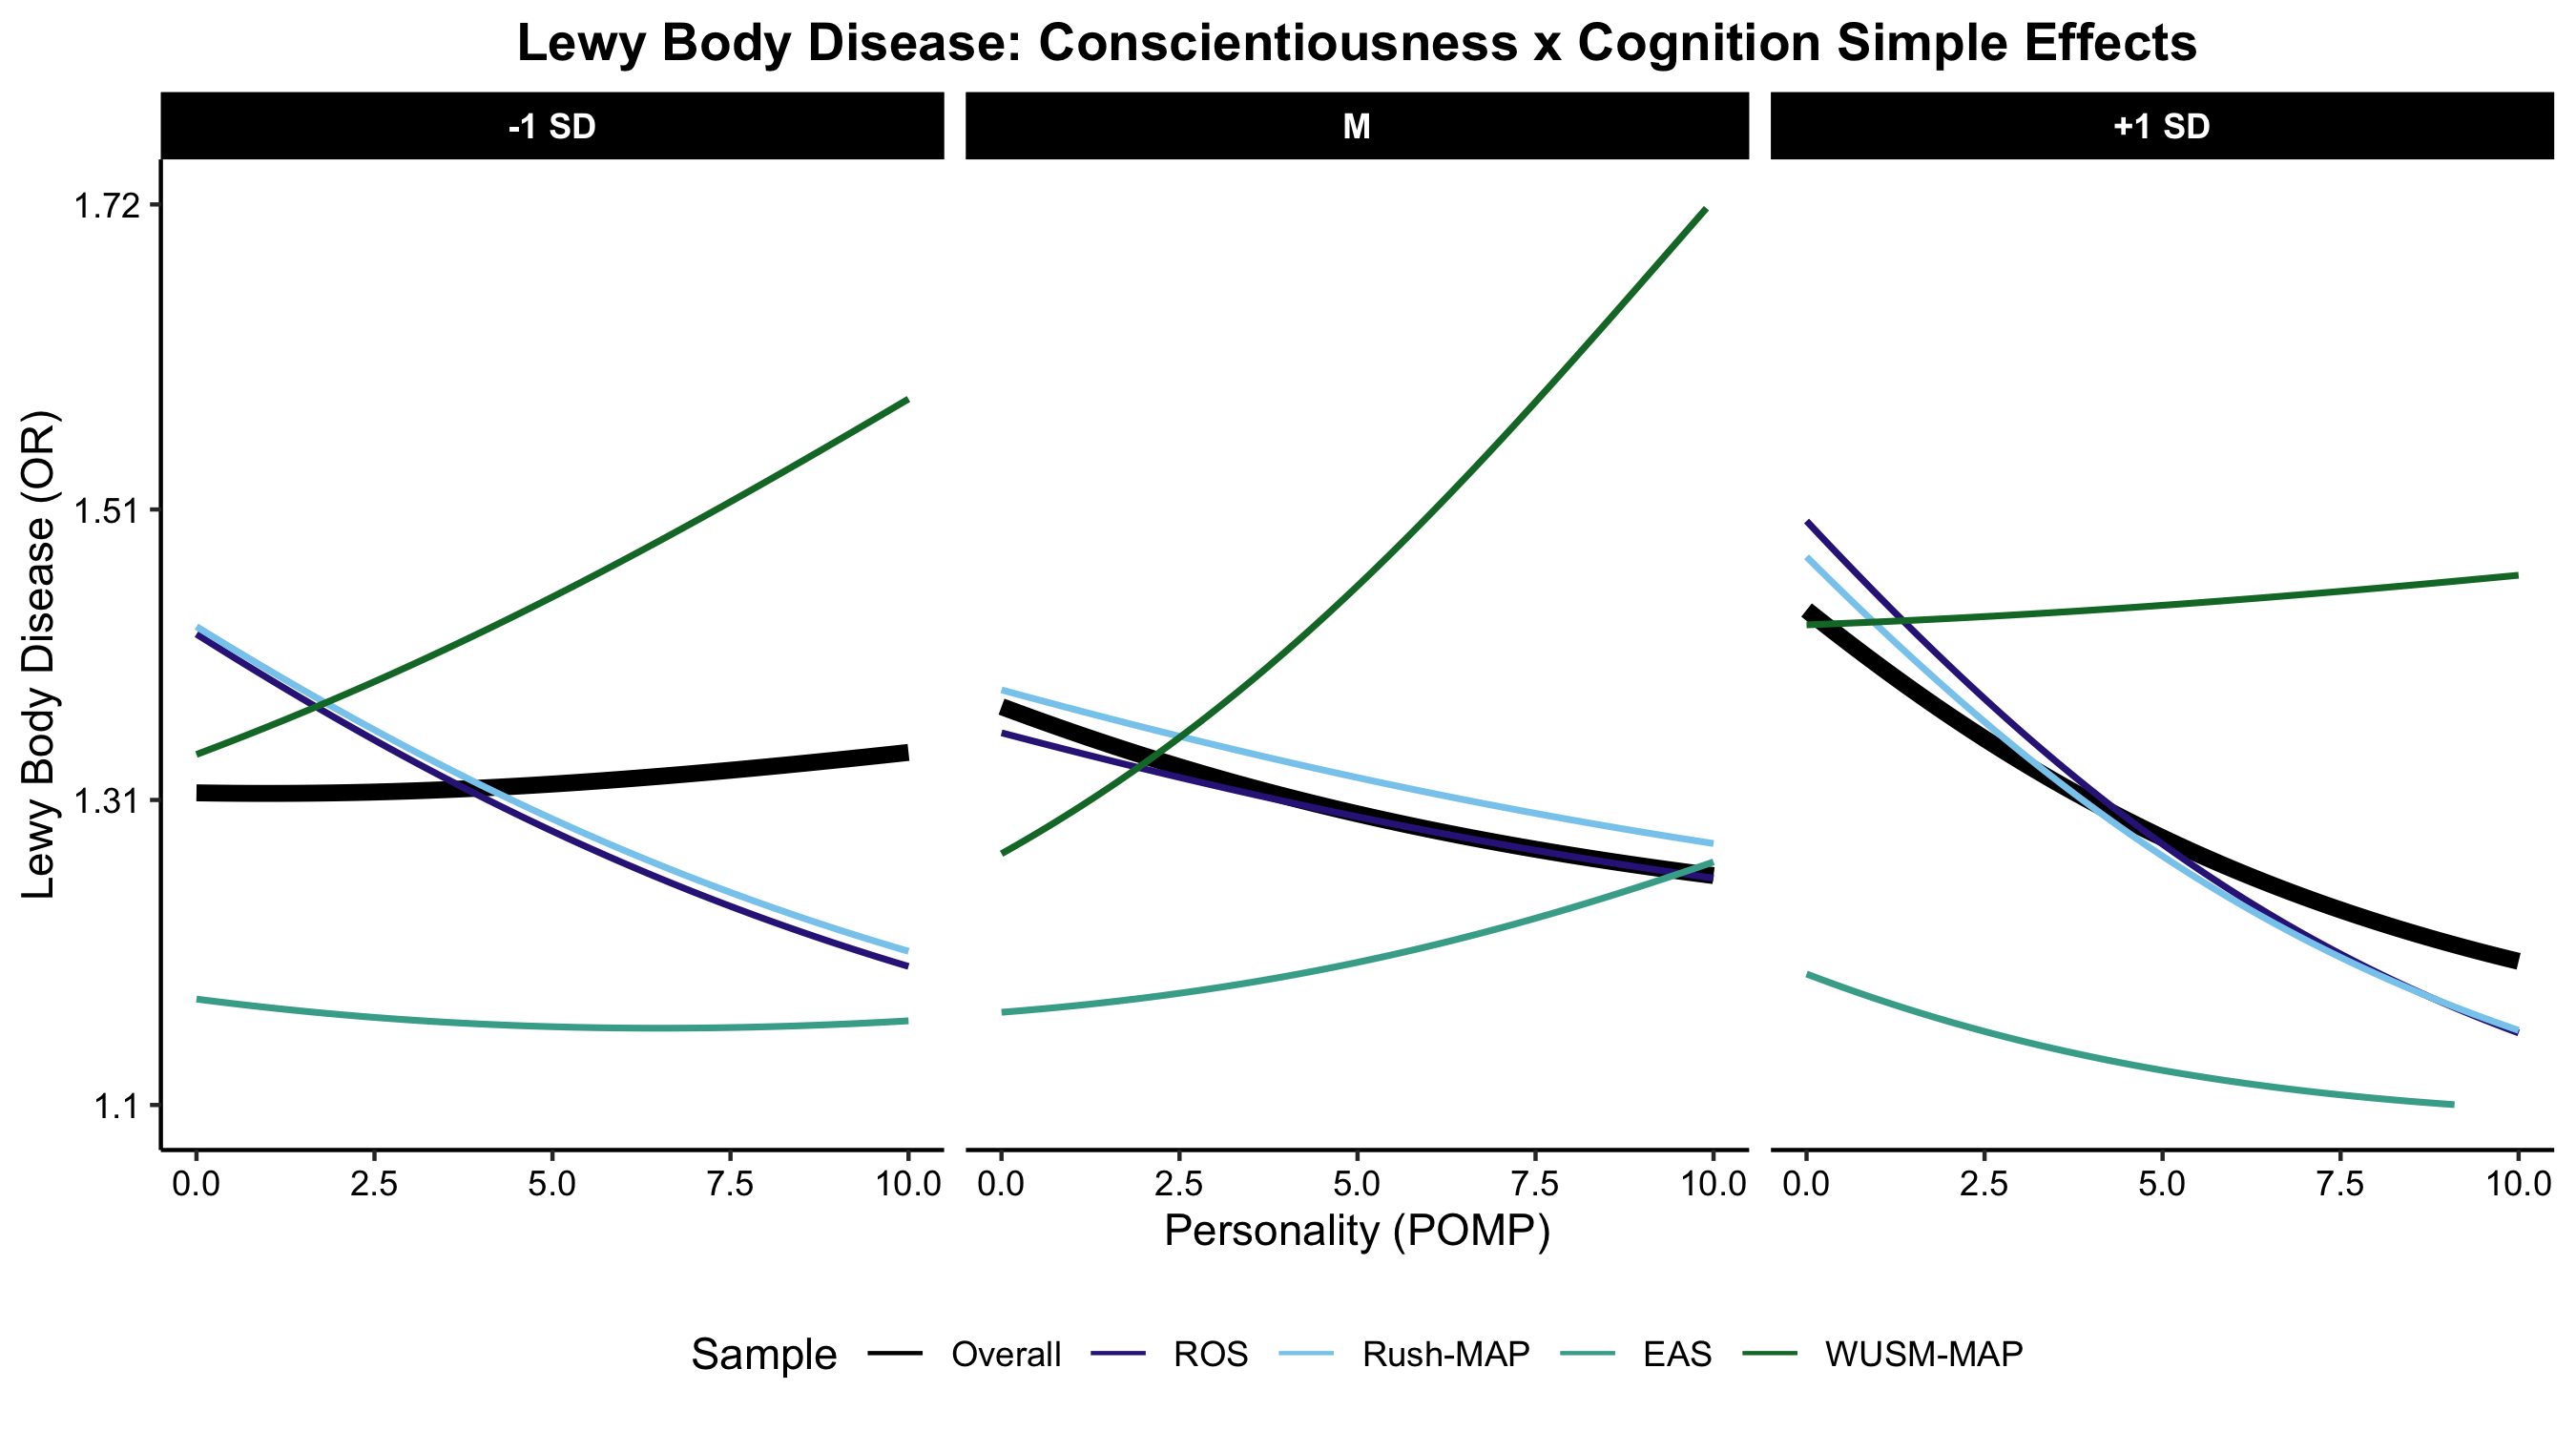 Lewy Body Disease: Conscientiousness x Cognition Simple Effects
-1 SD
M
+1 SD
Lewy Body Disease (OR)
1.72
1.51
1.31
1.1
0.0 2.5 5.0 7.5 10.0
0.0 2.5 5.0 7.5 10.0
0.0 2.5 5.0 7.5 10.0
Personality (POMP)
Sample Overall ROS Rush-MAP EAS WUSM-MAP